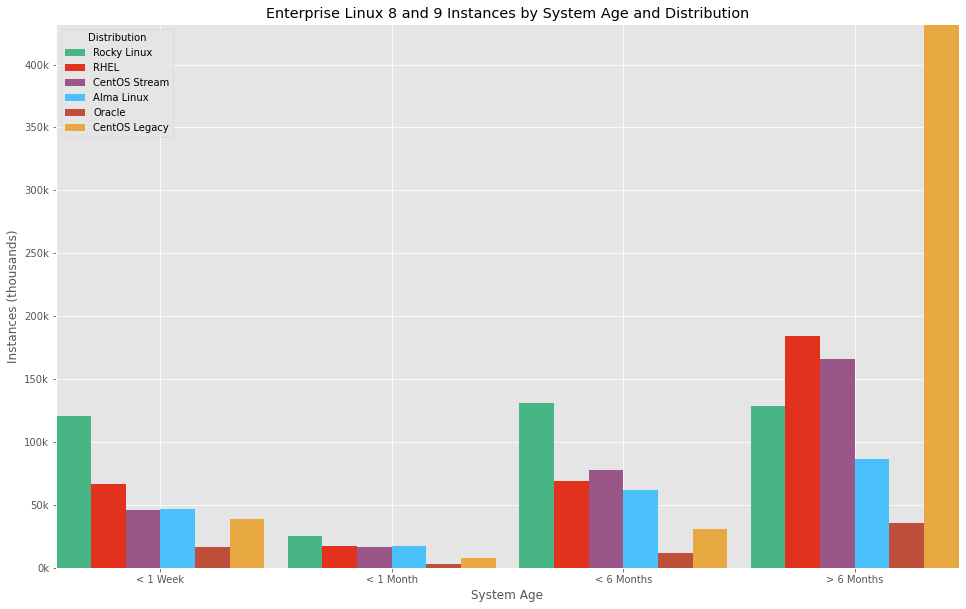 Enterprise Linux 8 and 9 Instances by System Age and Distribution
Distribution
Rocky Linux
RHEL
CentOS Stream
Alma Linux
Oracle
CentOS Legacy
Instances (thousands)
400k
350k
300k
250k
200k
150k
100k
50k
0k
< 1 Week
< 1 Month
< 6 Months
> 6 Months
System Age